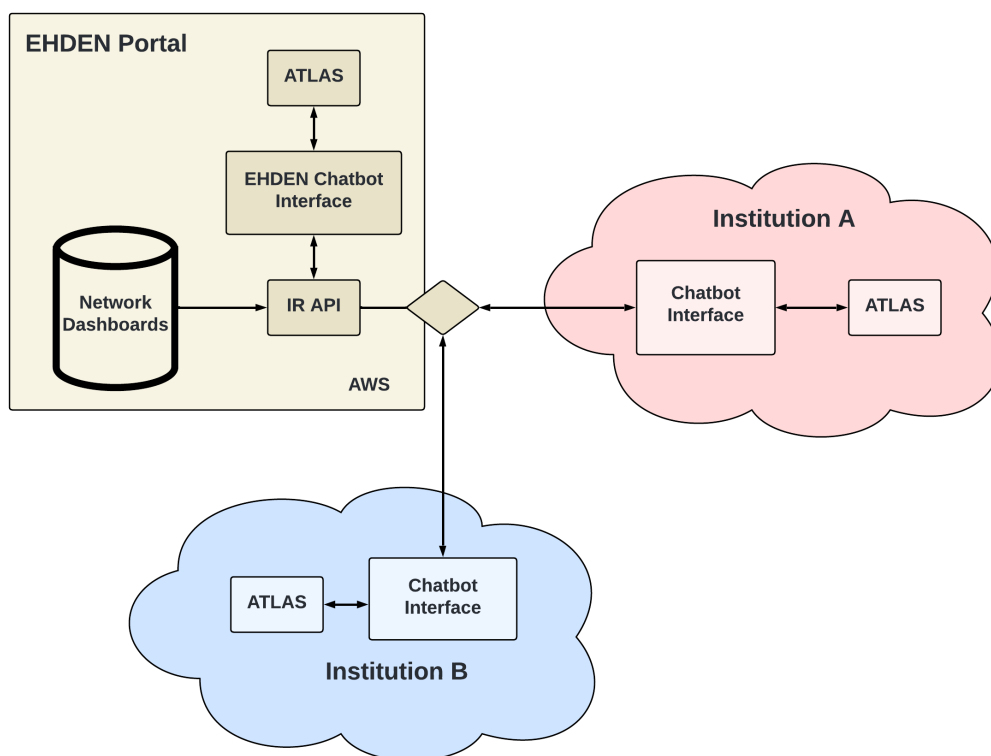 EHDEN Portal
ATLAS
EHDEN Chatbot
Interface
Network
Dashboards
IR API
AWS
Institution A
Chatbot
Interface
ATLAS
ATLAS
Chatbot
Interface
Institution B